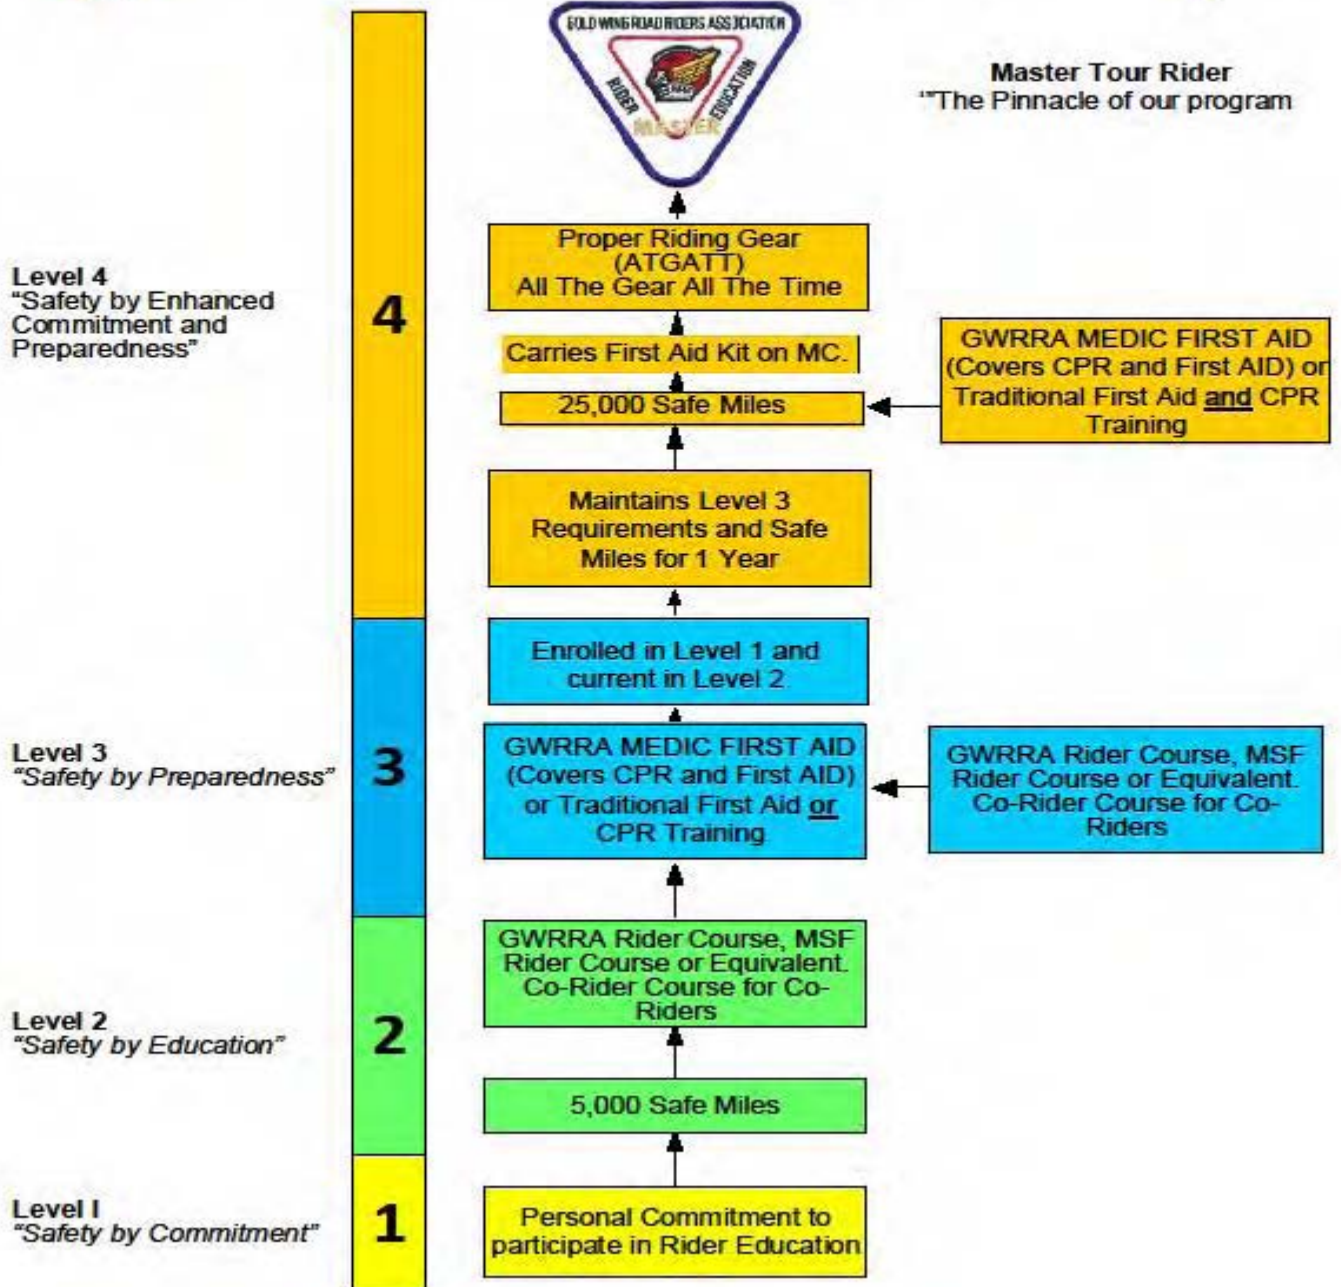 GOLD WING ROAD RIDERS ASSOCIATION
RIDER
EDUCATION
MASTER
Master Tour Rider
'"The Pinnacle of our program
Level 4
"Safety by Enhanced
Commitment and
Preparedness"
4
Proper Riding Gear
(ATGATT)
All The Gear All The Time
Carries First Aid Kit on MC.
25,000 Safe Miles
GWRRA MEDIC FIRST AID
(Covers CPR and First AID) or
Traditional First Aid and CPR
Training
Maintains Level 3
Requirements and Safe
Miles for 1 Year
Level 3
"Safety by Preparedness"
3
Enrolled in Level 1 and
current in Level 2
GWRRA MEDIC FIRST AID
(Covers CPR and First AID)
or Traditional First Aid or
CPR Training
GWRRA Rider Course, MSF
Rider Course or Equivalent.
Co-Rider Course for Co-
Riders
Level 2
"Safety by Education"
2
GWRRA Rider Course, MSF
Rider Course or Equivalent.
Co-Rider Course for Co-
Riders
5,000 Safe Miles
Level I
"Safety by Commitment"
1
Personal Commitment to
participate in Rider Education